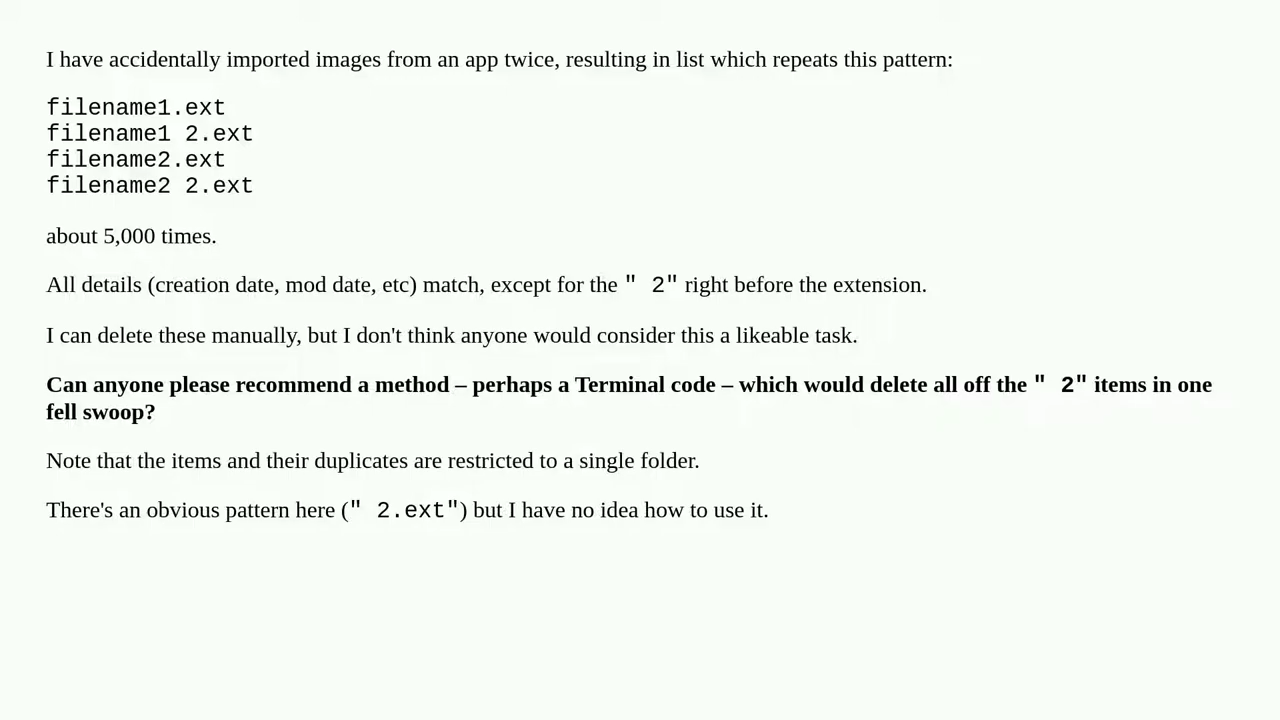 I have accidentally imported images from an app twice, resulting in list which repeats this pattern:
filename1.ext
filename1 2.ext
filename2.ext
filename2 2.ext
about 5,000 times.
All details (creation date, mod date, etc) match, except for the " 2" right before the extension.
I can delete these manually, but I don't think anyone would consider this a likeable task.
Can anyone please recommend a method – perhaps a Terminal code – which would delete all off the " 2" items in one
fell swoop?
Note that the items and their duplicates are restricted to a single folder.
There's an obvious pattern here (" 2.ext") but I have no idea how to use it.